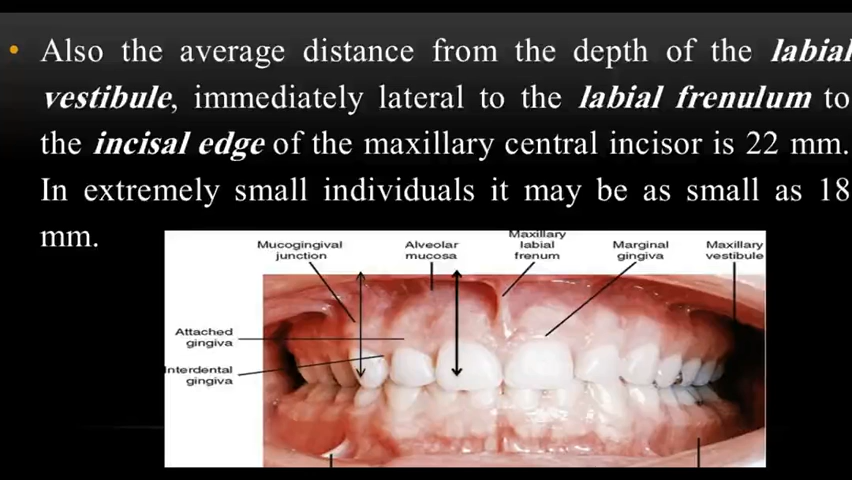 • Also the average distance from the depth of the labial
vestibule, immediately lateral to the labial frenulum to
the incisal edge of the maxillary central incisor is 22 mm.
In extremely small individuals it may be as small as 18
mm.
Mucogingival
junction
Alveolar
mucosa
Maxillary
labial
frenum
Marginal
gingiva
Maxillary
vestibule
Attached
gingiva
Interdental
gingiva